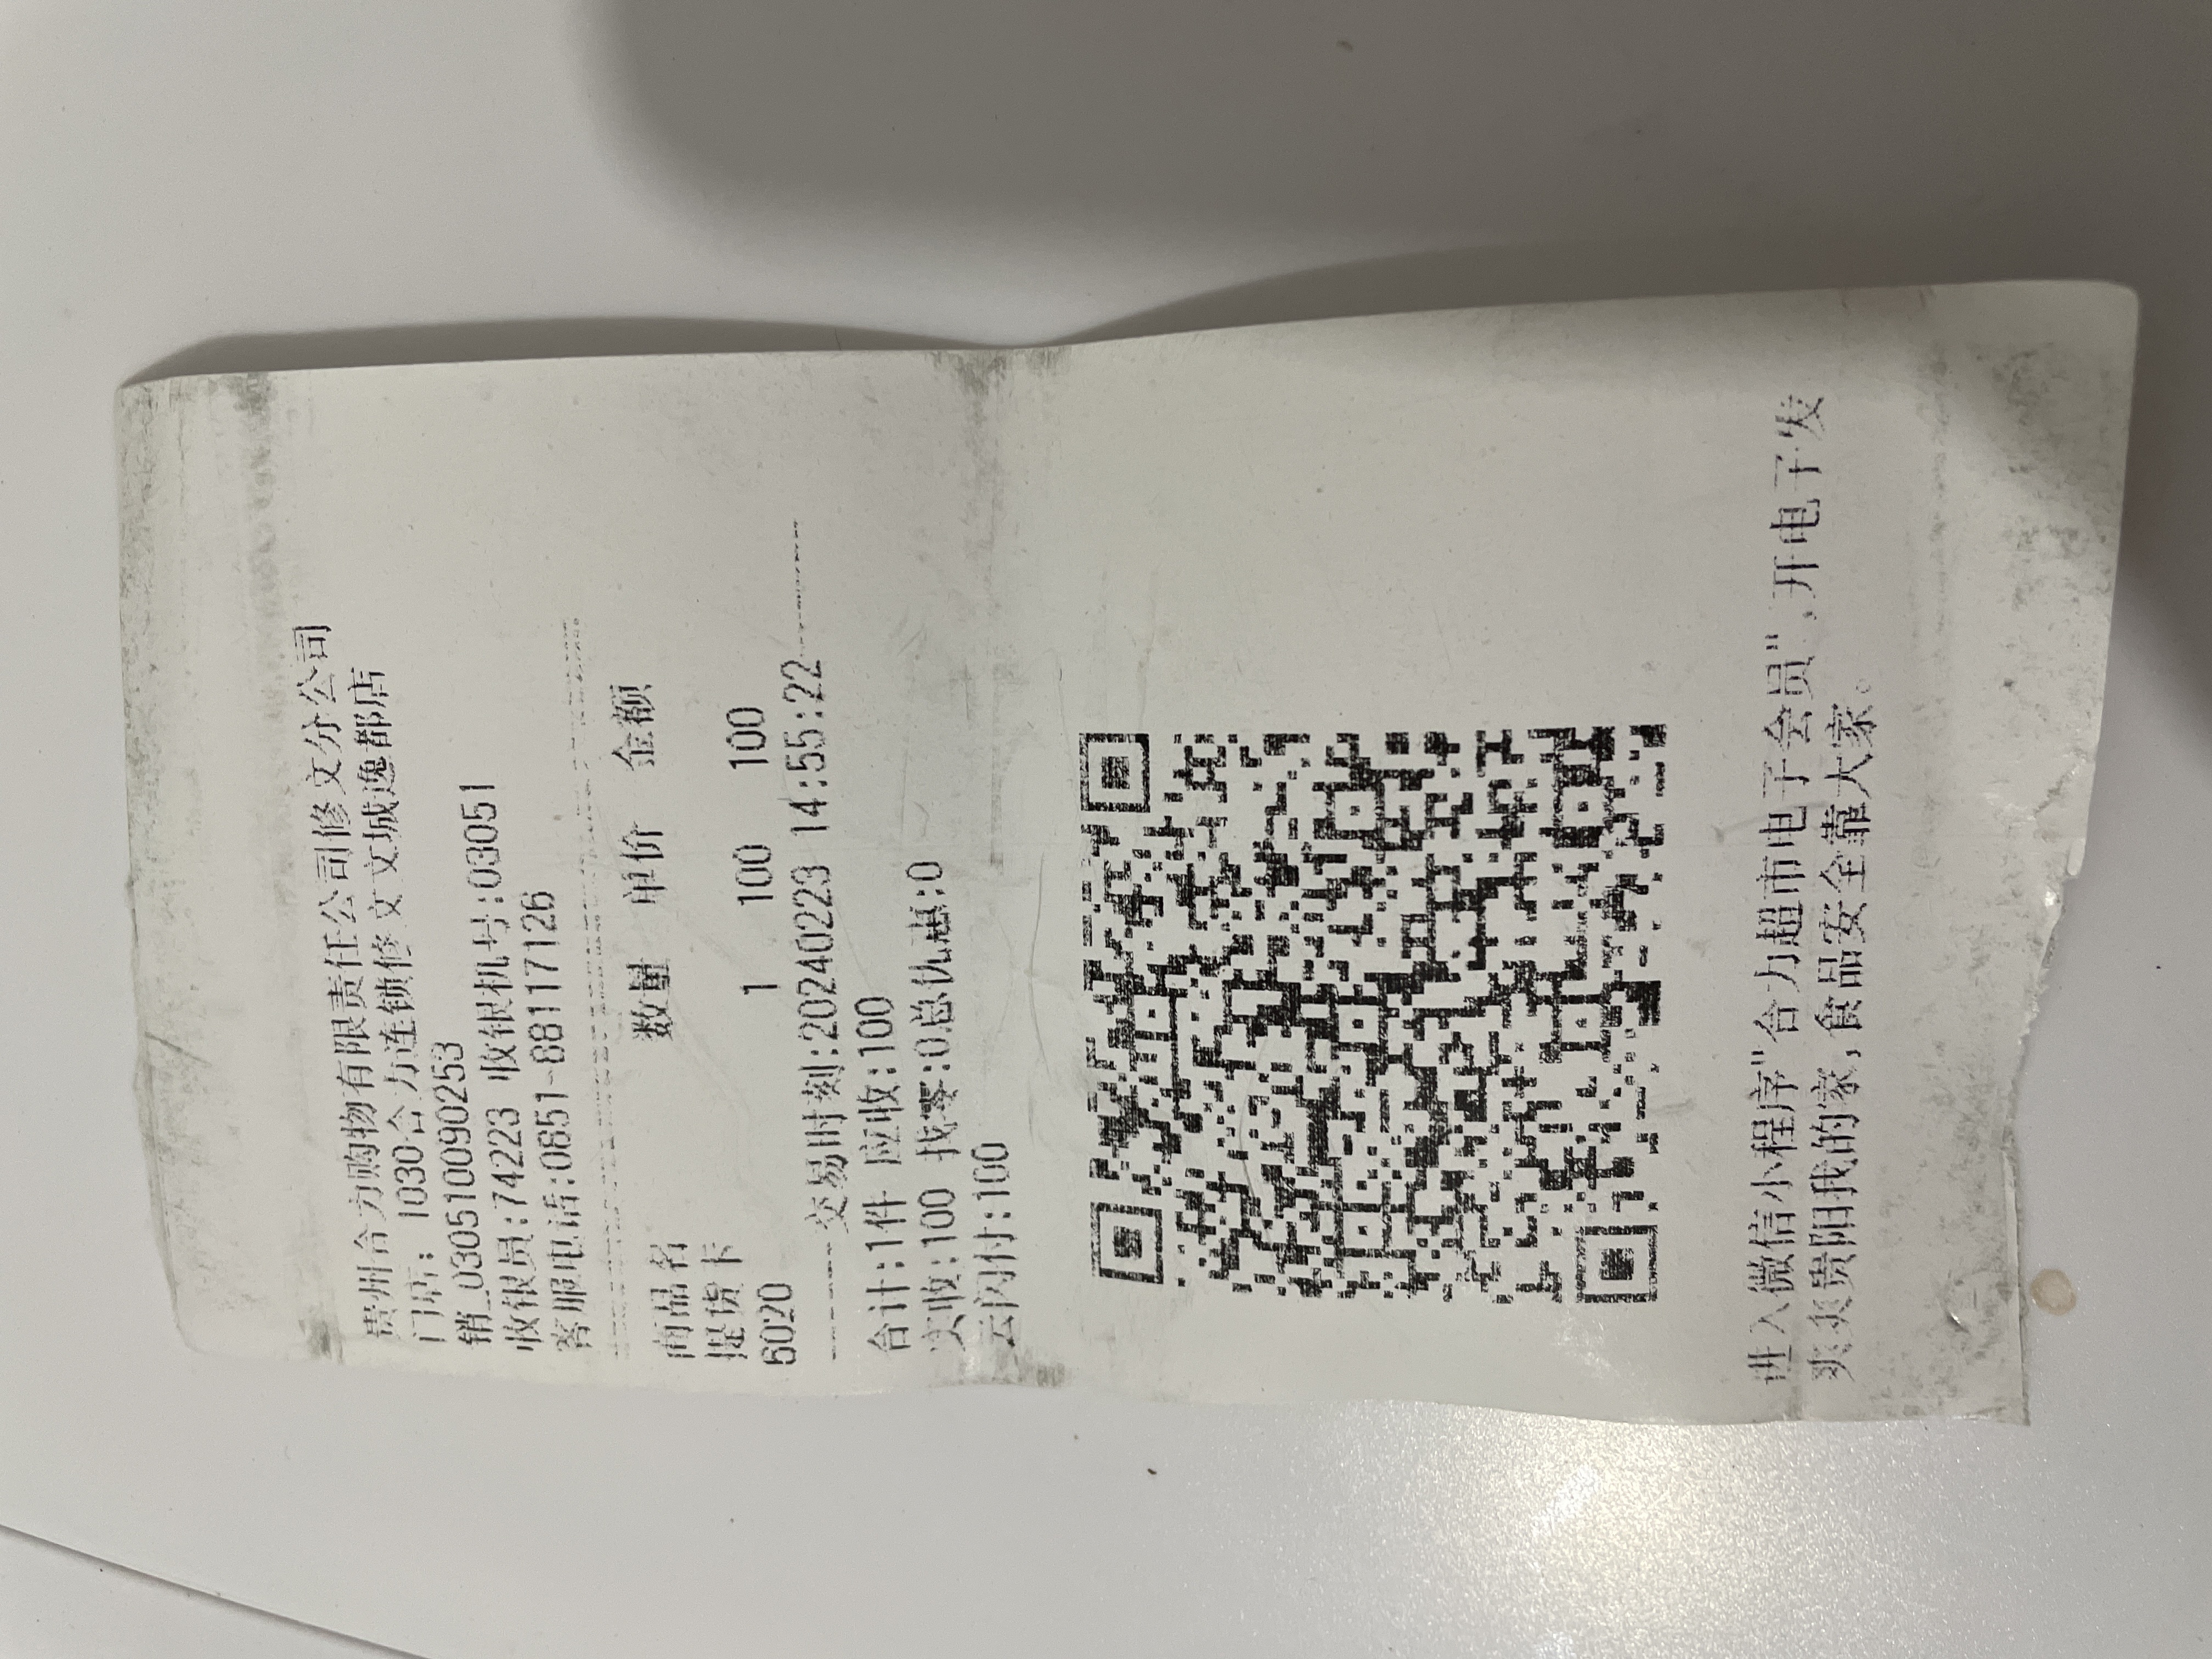 贵州合力购物有限责任公司修文分公司
门店: 1030合力连锁修文文城逸都店
销_030510090253
收银员:74223 收银机号:03051
客服电话:0851-88117126
商品名 数量 单价 金额
提货卡
6020 1 100 100
交易时刻:20240223 14:55:22
合计:1件 应收:100
实收:100 找零:0总优惠:0
云闪付:100
进入微信小程序"合力超市电子会员",开电子发
爽爽贵阳我的家,食品安全靠大家。